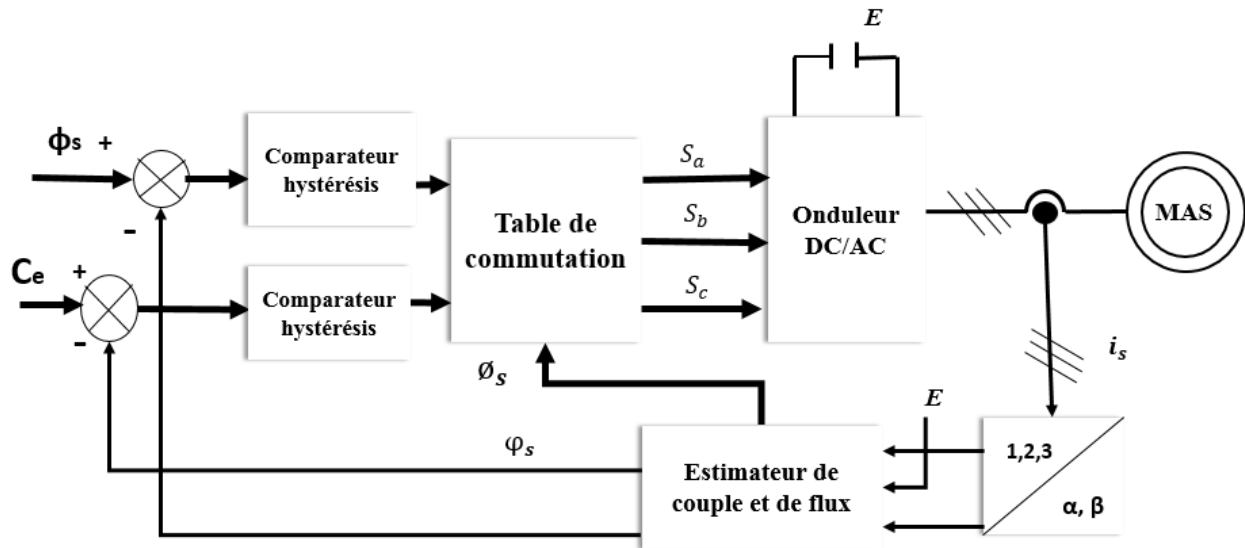 E
ϕs +
Comparateur
hystérésis
Table de
commutation
Sa
Sb
Sc
Onduleur
DC/AC
MAS
-
Ce +
-
Comparateur
hystérésis
is
Øs
E
φs
Estimateur de
couple et de flux
1,2,3
α, β